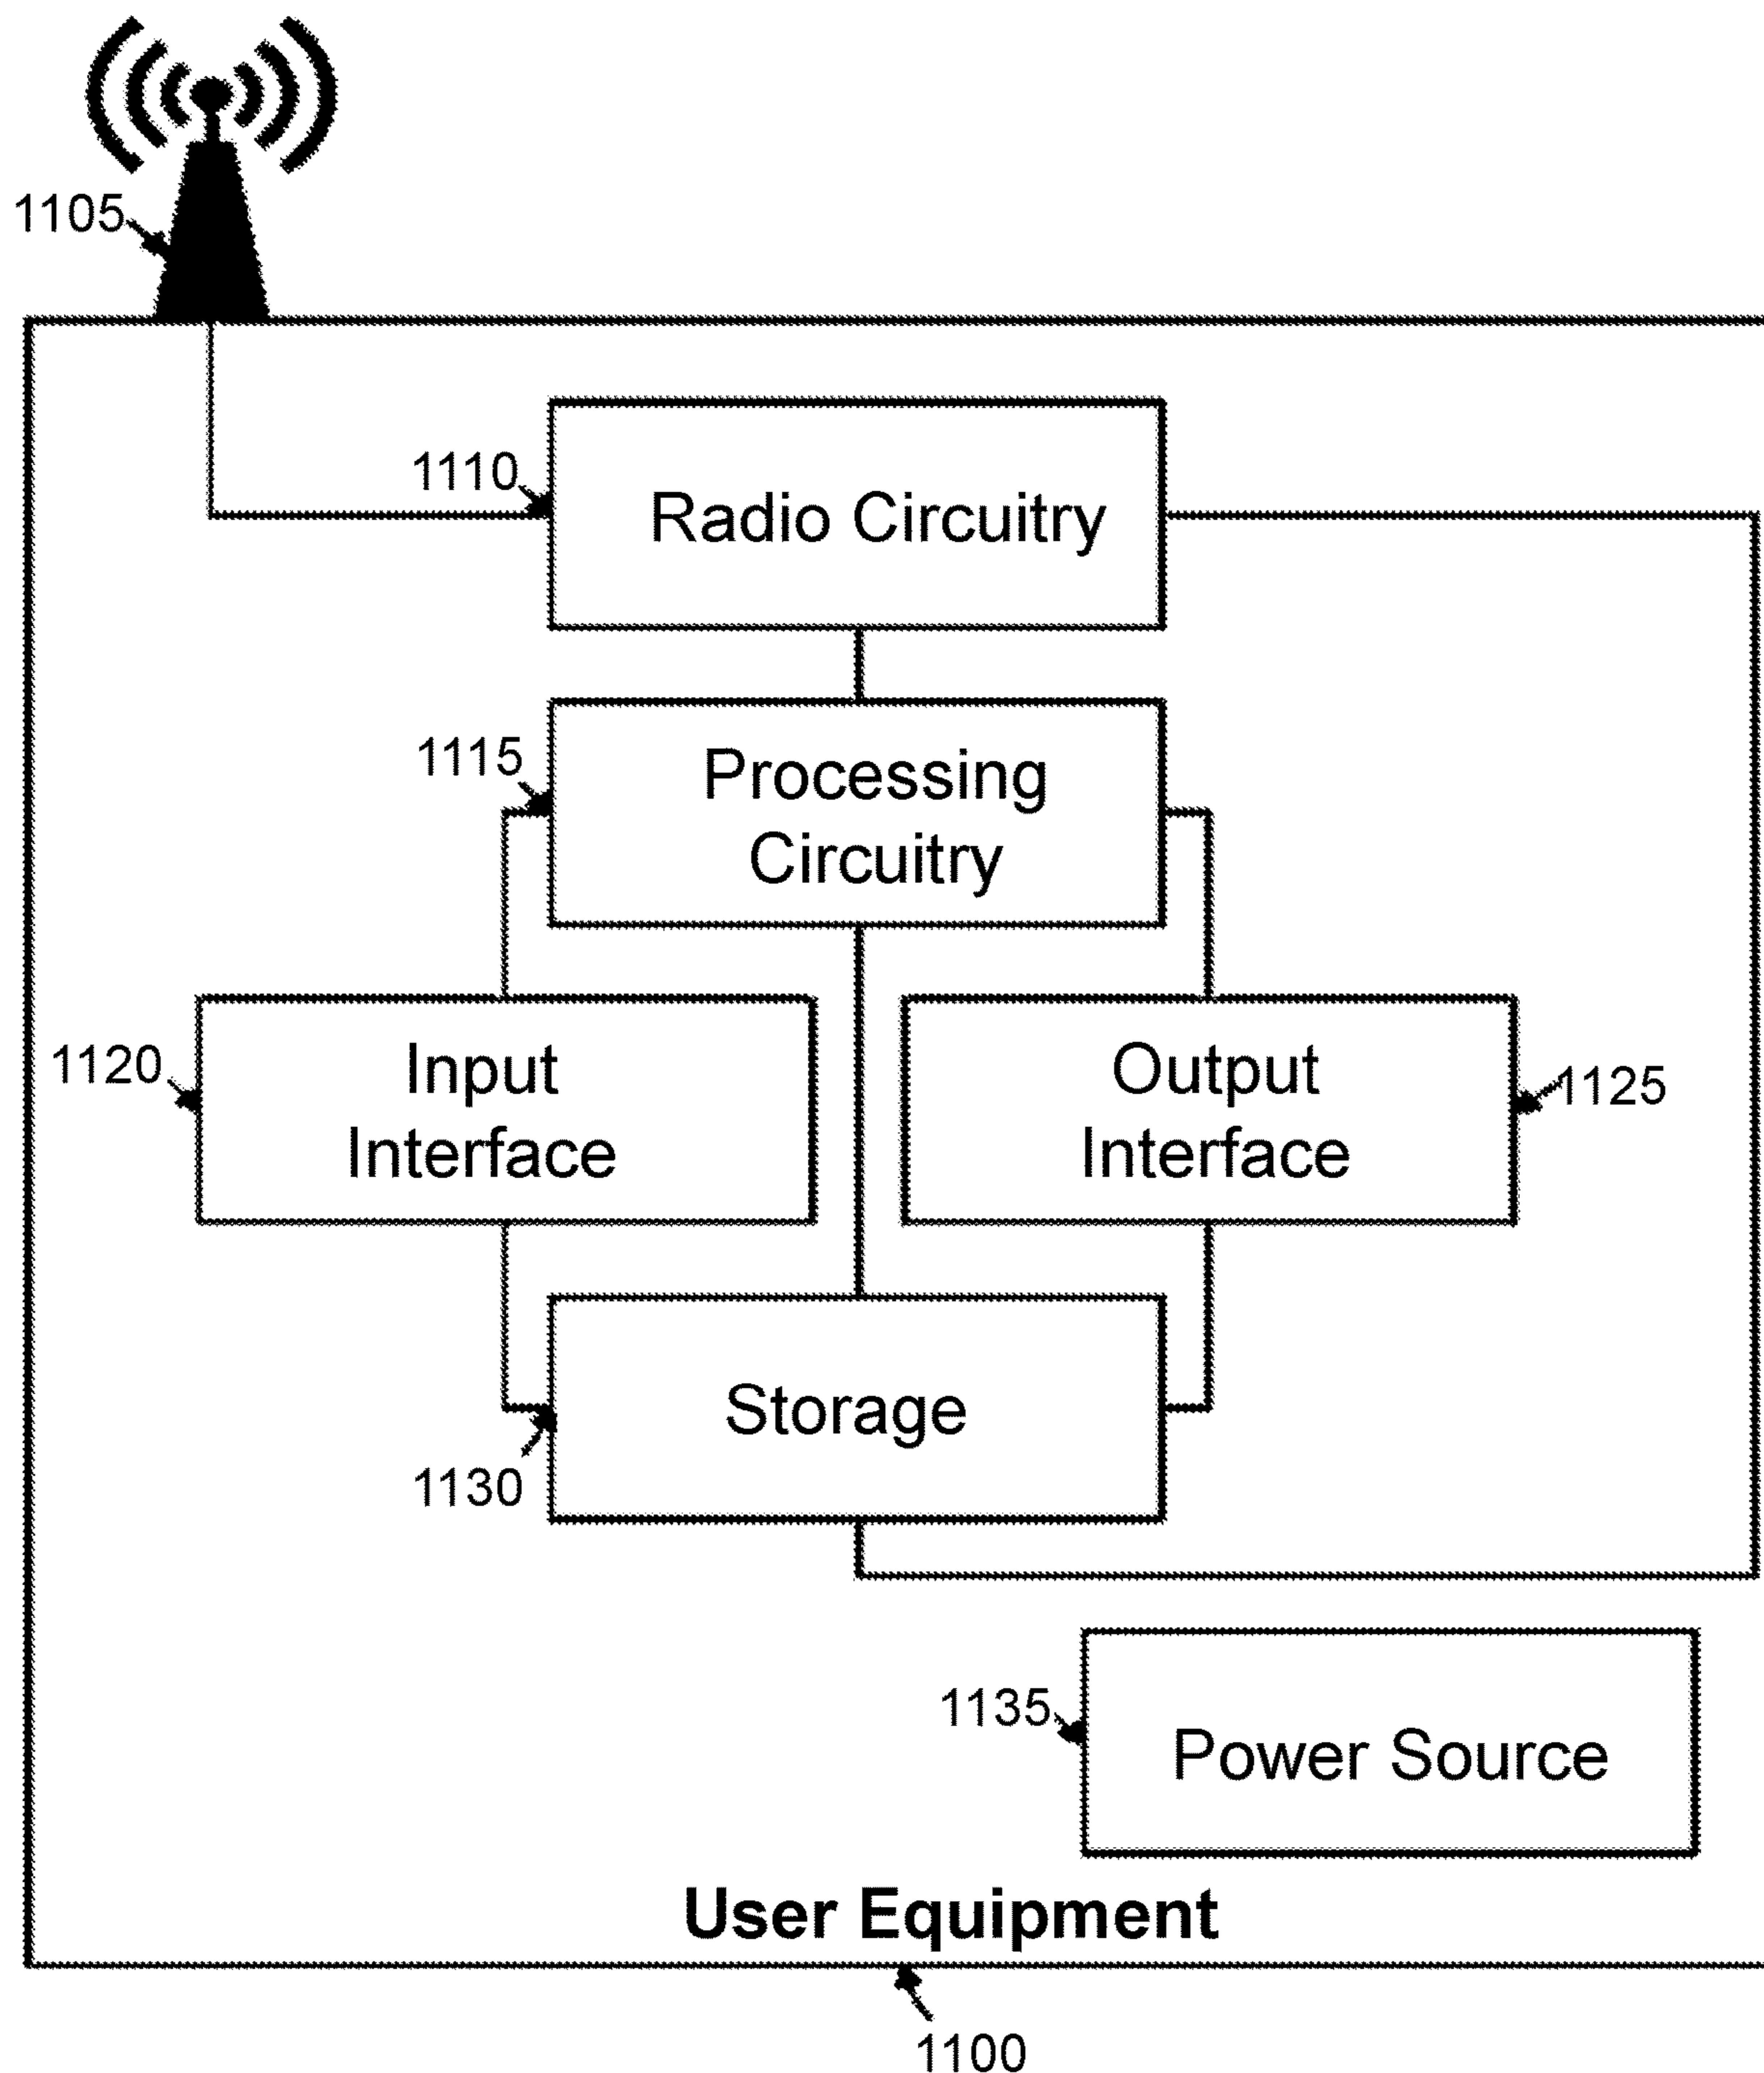 1105
1110
Radio Circuitry
1115
Processing
Circuitry
1120
Input
Interface
Output
Interface
1125
Storage
1130
1135
Power Source
User Equipment
1100